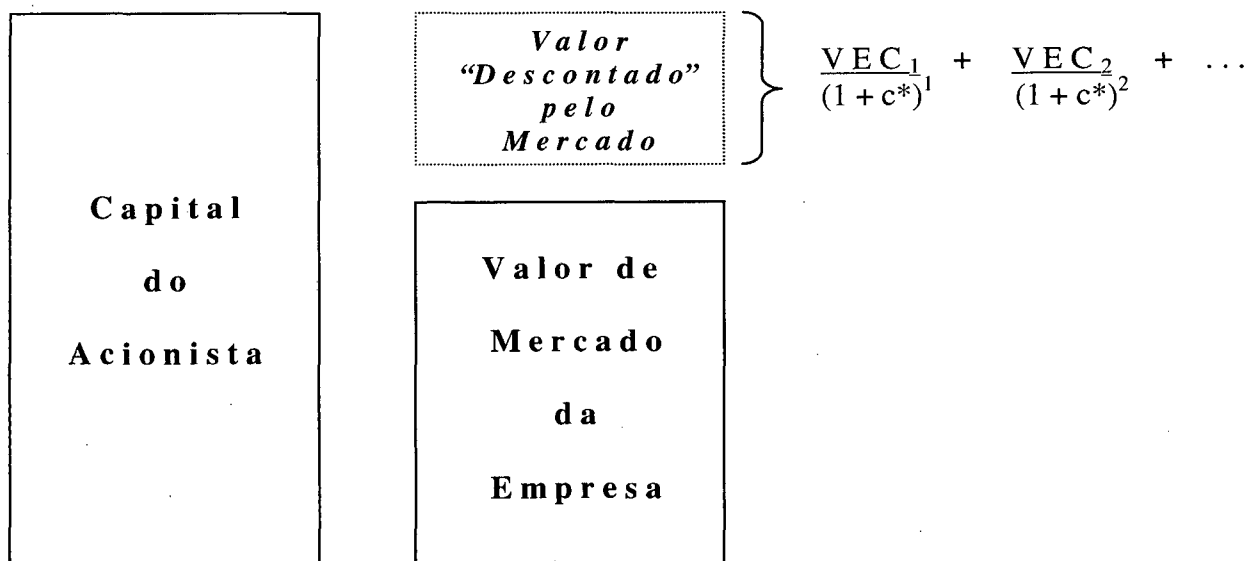 Capital
do
Acionista
Valor
“Descontado”
pelo
Mercado
VEC₁ + VEC₂ + ...
(1 + c*)¹ (1 + c*)²
Valor de
Mercado
da
Empresa